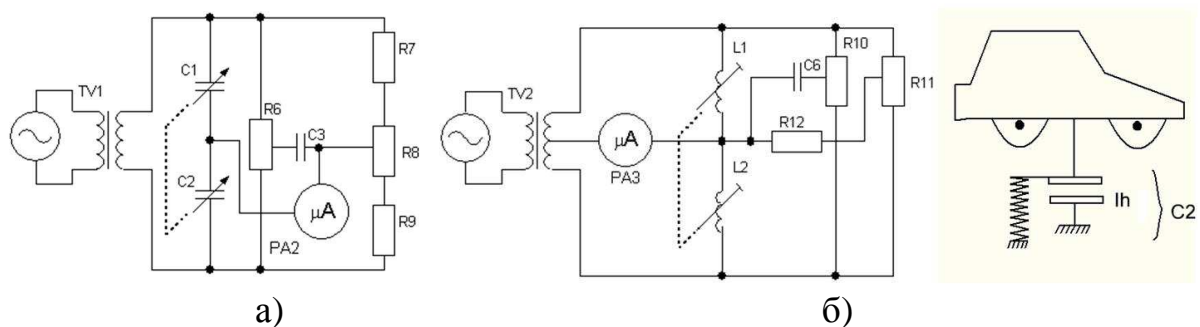 TV1
C1
C2
R6
C3
μA
PA2
R7
R8
R9
а)
TV2
μA
PA3
L1
L2
C6
R12
R10
R11
б)
lh
C2